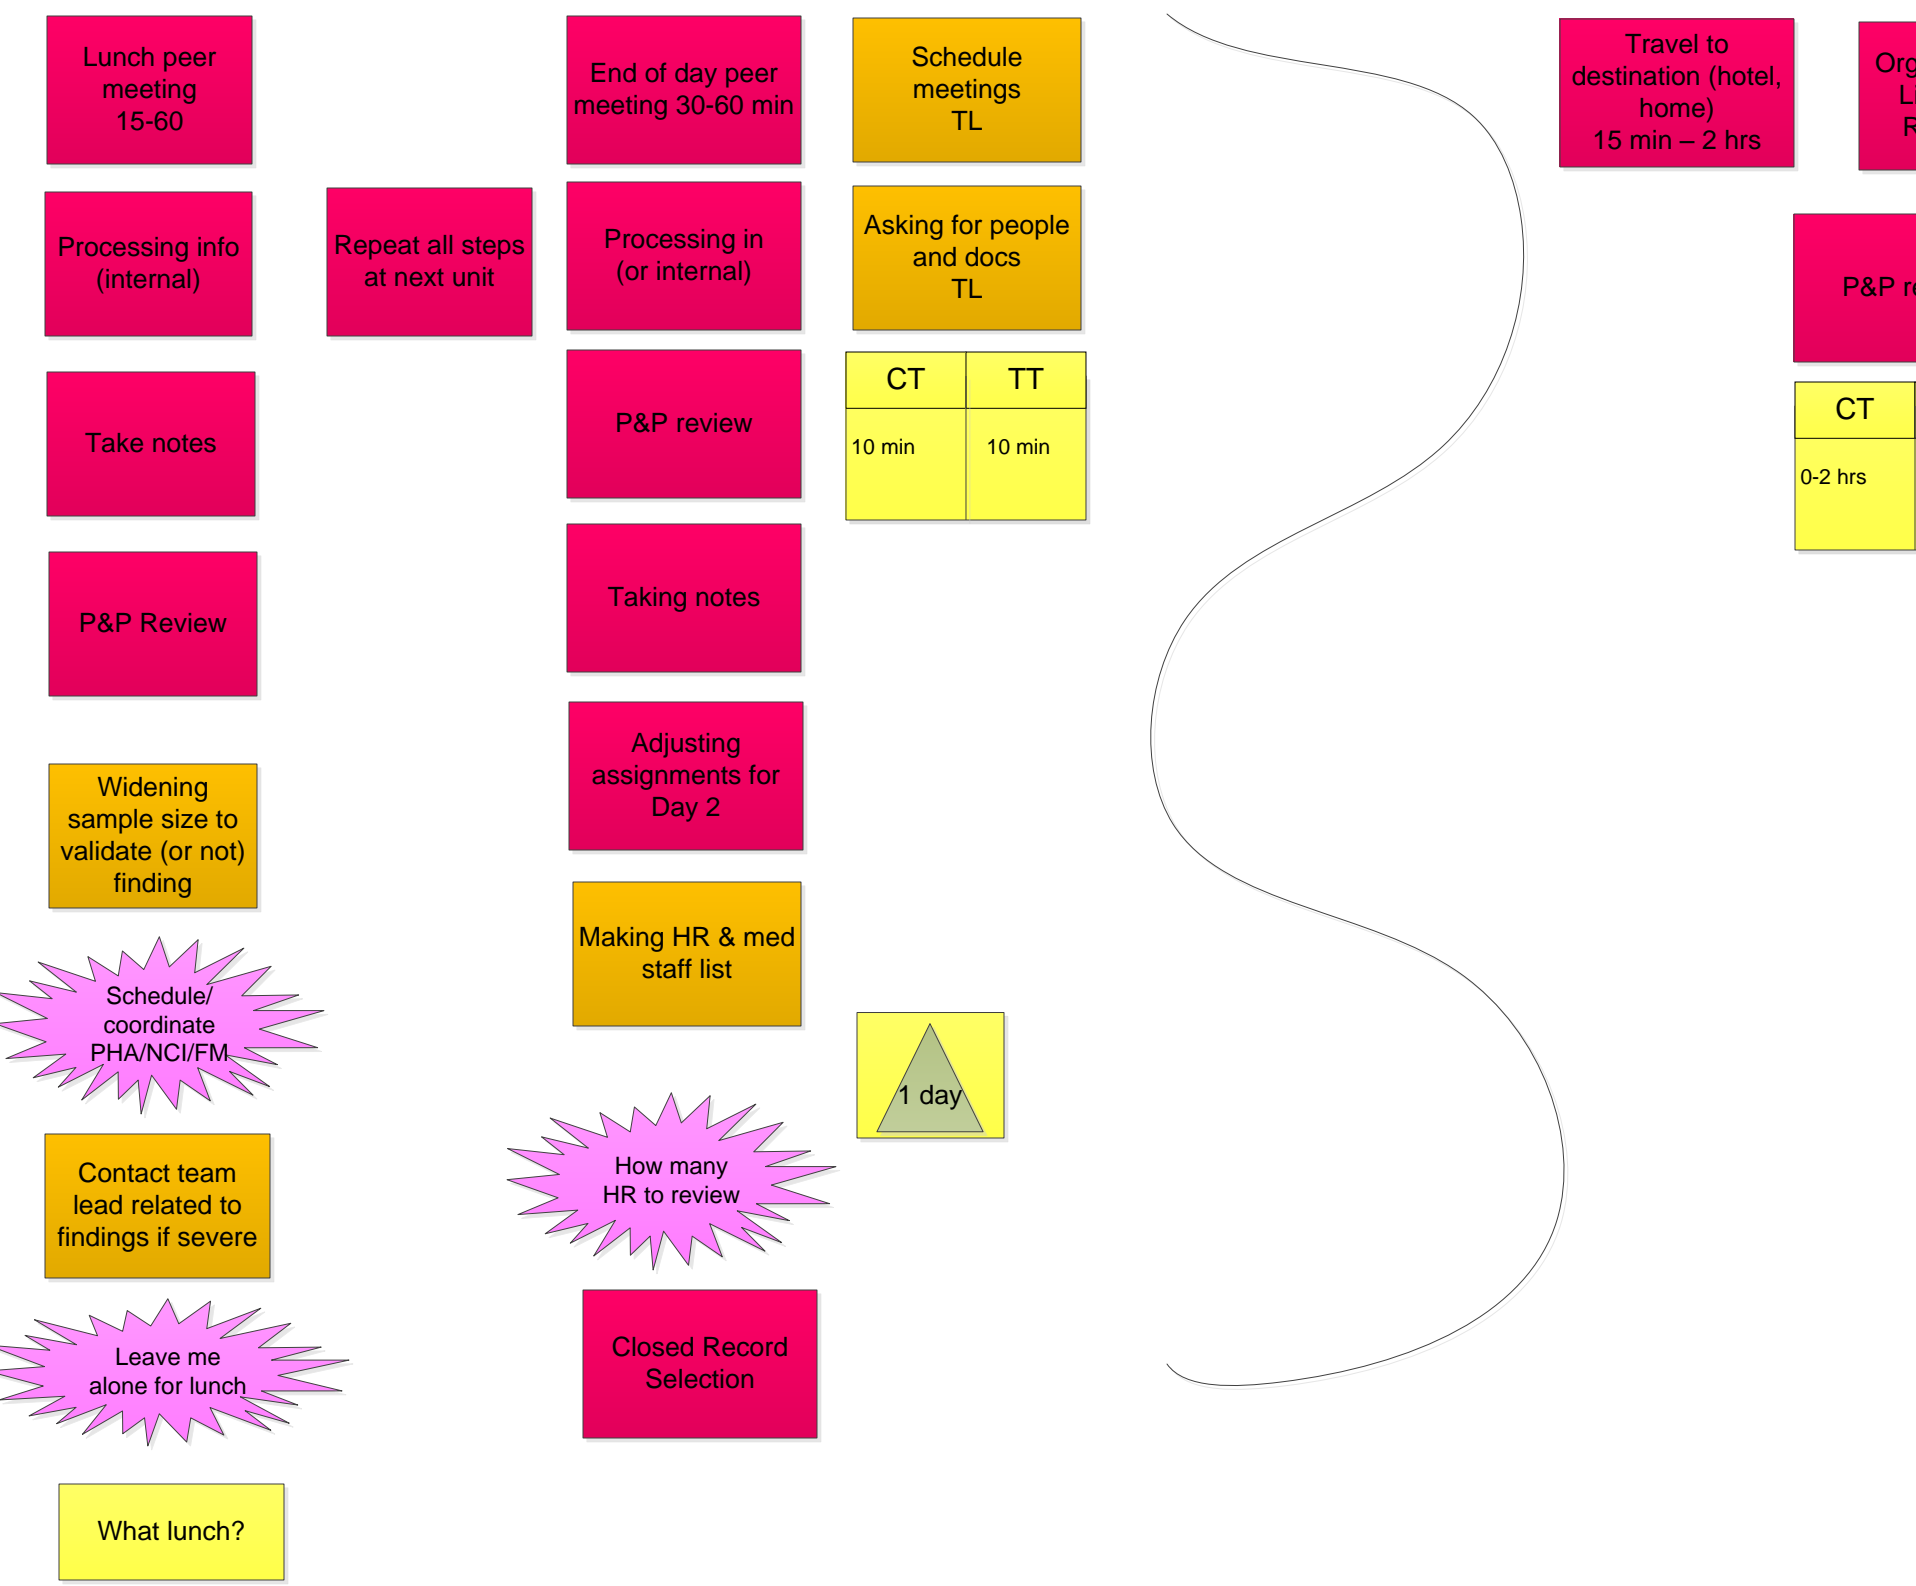 Lunch peer
meeting
15-60
Processing info
(internal)
Take notes
P&P Review
Widening
sample size to
validate (or not)
finding
Schedule/
coordinate
PHA/NCI/FM
Contact team
lead related to
findings if severe
Leave me
alone for lunch
What lunch?
Repeat all steps
at next unit
End of day peer
meeting 30-60 min
Processing in
(or internal)
P&P review
Taking notes
Adjusting
assignments for
Day 2
Making HR & med
staff list
How many
HR to review
Closed Record
Selection
Schedule
meetings
TL
Asking for people
and docs
TL
CT TT
10 min 10 min
1 day
Travel to
destination (hotel,
home)
15 min – 2 hrs
P&P
CT
0-2 hrs